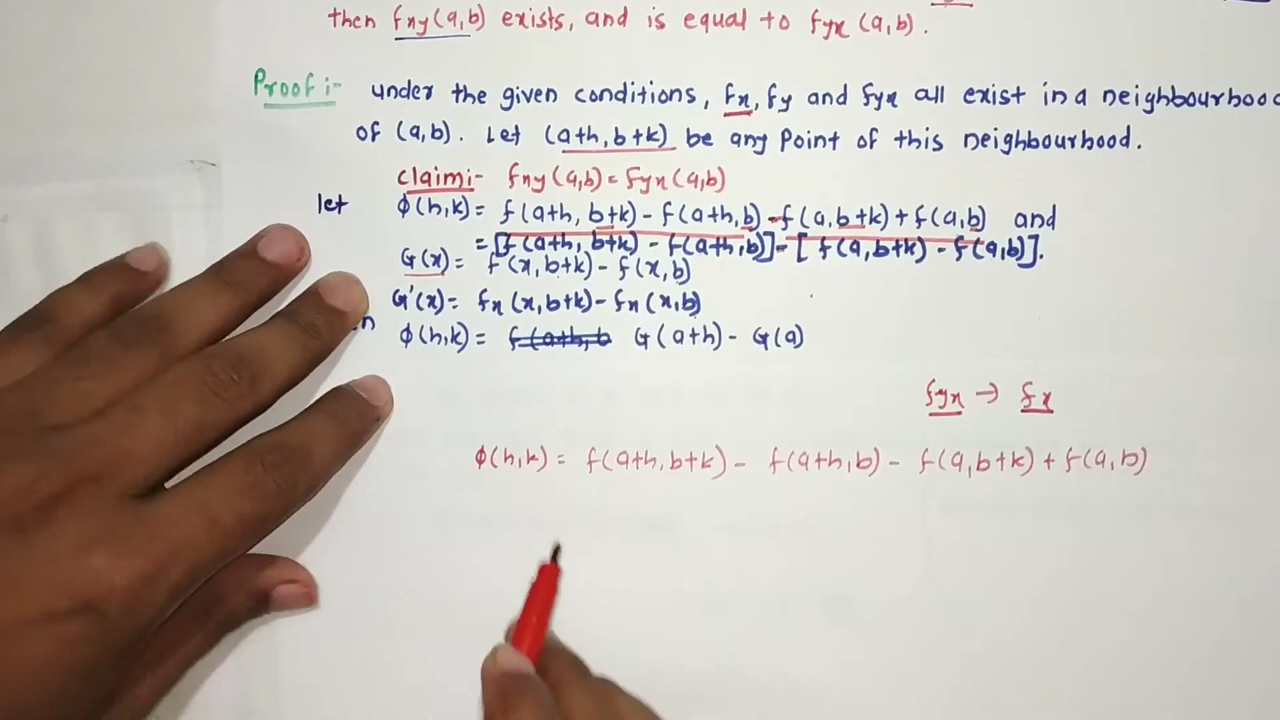 then fxy(a,b) exists, and is equal to fyx (a,b).
Proof :- under the given conditions, fx, fy and fyx all exist in a neighbourhood
of (a,b). Let (a+h, b+k) be any point of this neighbourhood.
claim:- fxy(a,b) = fyx(a,b)
let ϕ(h,k) = f(a+h, b+k) - f(a+h,b) - f(a,b+k) + f(a,b) and
= [f(a+h, b+k) - f(a+h,b)] - [f(a,b+k) - f(a,b)].
G(x) = f(x,b+k) - f(x,b)
G'(x) = fx(x,b+k) - fx(x,b)
ϕ(h,k) = f(a+h,b G(a+h) - G(a)
fyx → fx
ϕ(h,k) = f(a+h, b+k) - f(a+h,b) - f(a,b+k) + f(a,b)